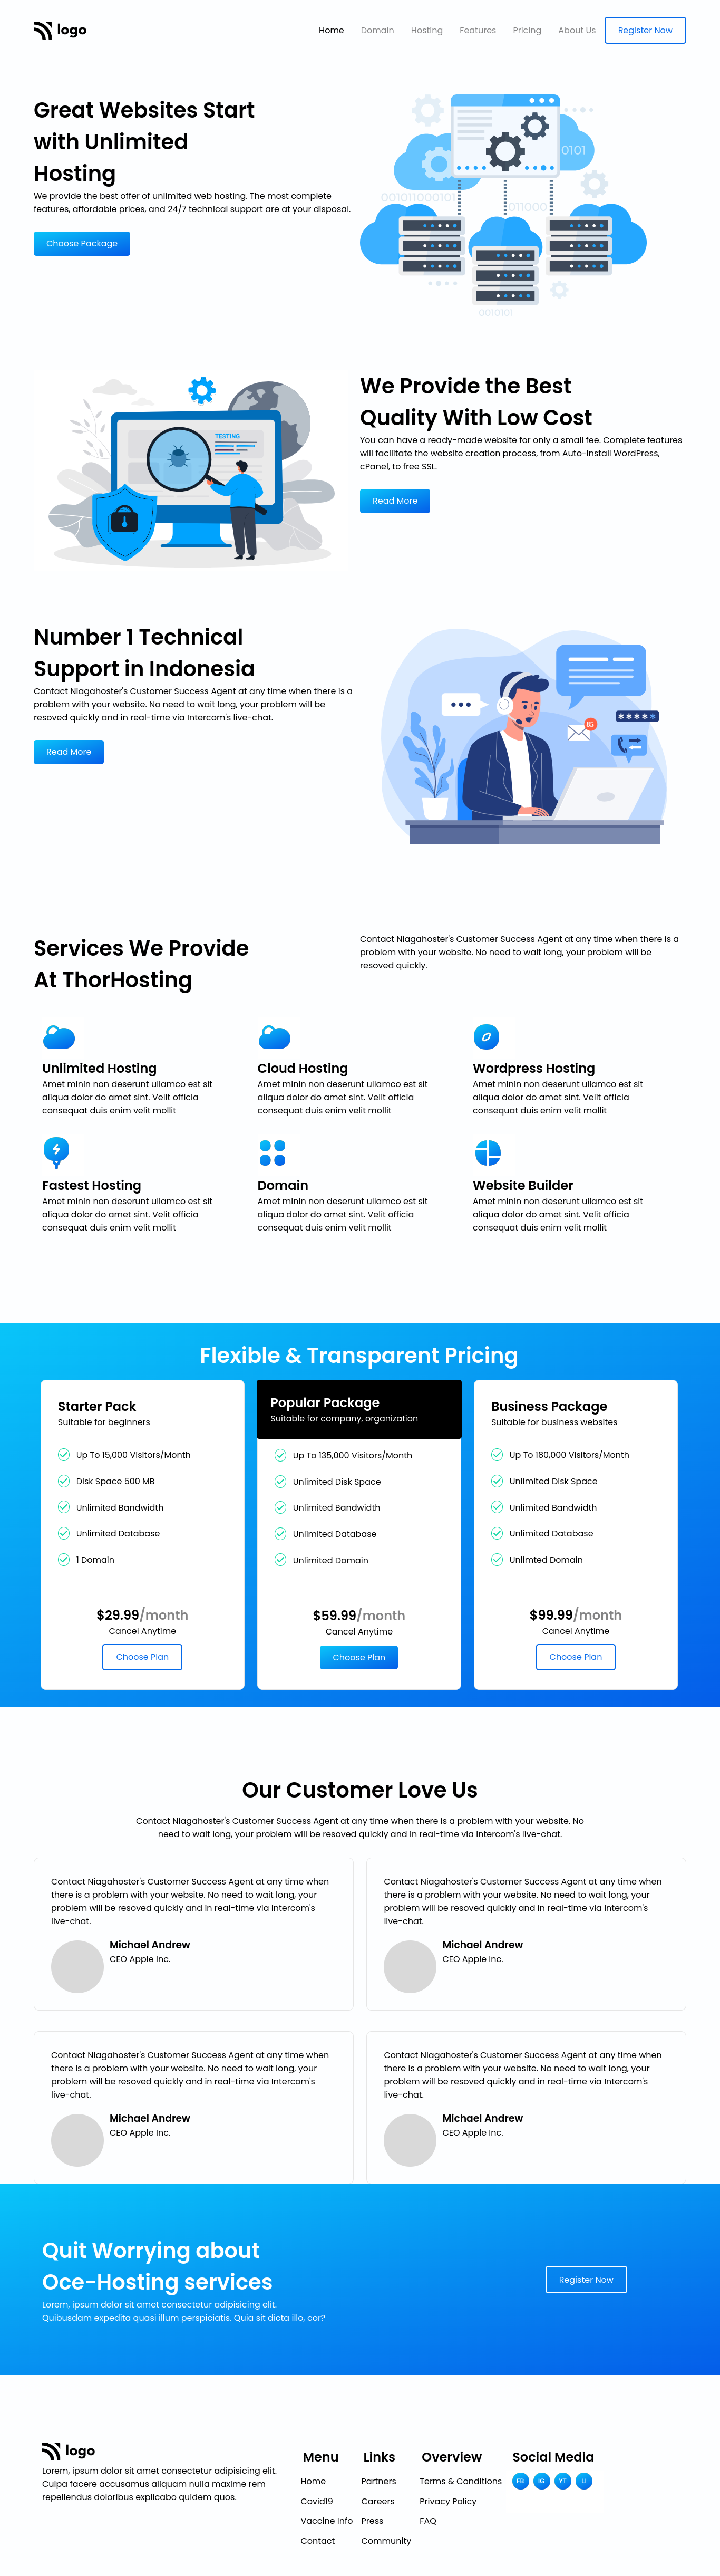 logo
Home Domain Hosting Features Pricing About Us Register Now
Great Websites Start
with Unlimited
Hosting
We provide the best offer of unlimited web hosting. The most complete
features, affordable prices, and 24/7 technical support are at your disposal.
Choose Package
0101
001011000101
011000
0010101
TESTING
We Provide the Best
Quality With Low Cost
You can have a ready-made website for only a small fee. Complete features
will facilitate the website creation process, from Auto-Install WordPress,
cPanel, to free SSL.
Read More
Number 1 Technical
Support in Indonesia
Contact Niagghoster's Customer Success Agent at any time when there is a
problem with your website. No need to wait long, your problem will be
resoved quickly and in real-time via Intercom's live-chat.
Read More
85
*****
Services We Provide
At ThorHosting
Contact Niagahoster's Customer Success Agent at any time when there is a
problem with your website. No need to wait long, your problem will be
resoved quickly.
Unlimited Hosting
Amet minin non deserunt ullamco est sit
aliqua dolor do amet sint. Velit officia
consequat duis enim velit mollit
Cloud Hosting
Amet minin non deserunt ullamco est sit
aliqua dolor do amet sint. Velit officia
consequat duis enim velit mollit
Wordpress Hosting
Amet minin non deserunt ullamco est sit
aliqua dolor do amet sint. Velit officia
consequat duis enim velit mollit
Fastest Hosting
Amet minin non deserunt ullamco est sit
aliqua dolor do amet sint. Velit officia
consequat duis enim velit mollit
Domain
Amet minin non deserunt ullamco est sit
aliqua dolor do amet sint. Velit officia
consequat duis enim velit mollit
Website Builder
Amet minin non deserunt ullamco est sit
aliqua dolor do amet sint. Velit officia
consequat duis enim velit mollit
Flexible & Transparent Pricing
Starter Pack
Suitable for beginners
Up To 15,000 Visitors/Month
Disk Space 500 MB
Unlimited Bandwidth
Unlimited Database
1 Domain
$29.99/month
Cancel Anytime
Choose Plan
Popular Package
Suitable for company, organization
Up To 135,000 Visitors/Month
Unlimited Disk Space
Unlimited Bandwidth
Unlimited Database
Unlimited Domain
$59.99/month
Cancel Anytime
Choose Plan
Business Package
Suitable for business websites
Up To 180,000 Visitors/Month
Unlimited Disk Space
Unlimited Bandwidth
Unlimited Database
Unlimted Domain
$99.99/month
Cancel Anytime
Choose Plan
Our Customer Love Us
Contact Niagahoster's Customer Success Agent at any time when there is a problem with your website. No
need to wait long, your problem will be resoved quickly and in real-time via Intercom's live-chat.
Contact Niagahoster's Customer Success Agent at any time when
there is a problem with your website. No need to wait long, your
problem will be resoved quickly and in real-time via Intercom's
live-chat.
Michael Andrew
CEO Apple Inc.
Contact Niagahoster's Customer Success Agent at any time when
there is a problem with your website. No need to wait long, your
problem will be resoved quickly and in real-time via Intercom's
live-chat.
Michael Andrew
CEO Apple Inc.
Contact Niagahoster's Customer Success Agent at any time when
there is a problem with your website. No need to wait long, your
problem will be resoved quickly and in real-time via Intercom's
live-chat.
Michael Andrew
CEO Apple Inc.
Contact Niagahoster's Customer Success Agent at any time when
there is a problem with your website. No need to wait long, your
problem will be resoved quickly and in real-time via Intercom's
live-chat.
Michael Andrew
CEO Apple Inc.
Quit Worrying about
Oce-Hosting services
Lorem, ipsum dolor sit amet consectetur adipisicing elit.
Quibusdam expedita quasi illum perspiciatis. Quia sit dicta illo, cor?
Register Now
logo
Lorem, ipsum dolor sit amet consectetur adipisicing elit.
Culpa facere accusamus aliquam nulla maxime rem
repellendus doloribus explicabo quidem quos.
Menu
Home
Covid19
Vaccine Info
Contact
Links
Partners
Careers
Press
Community
Overview
Terms & Conditions
Privacy Policy
FAQ
Social Media
FB IG YT LI